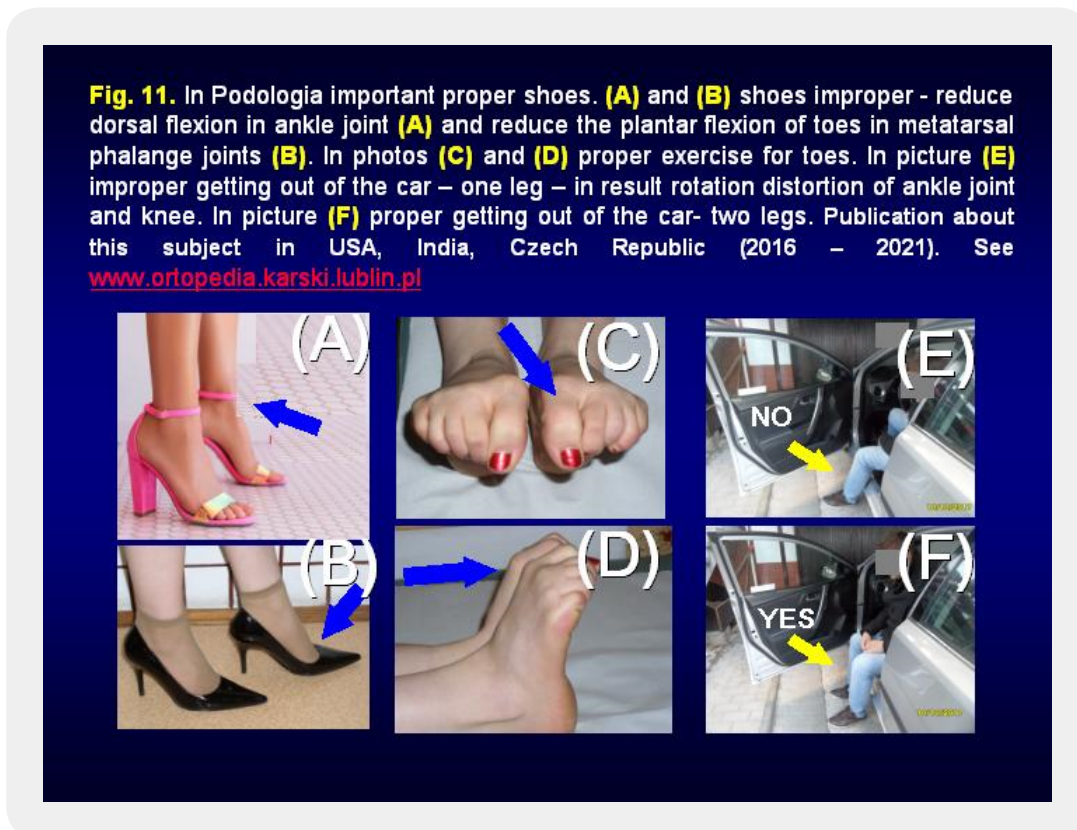 Fig. 11. In Podologia important proper shoes. (A) and (B) shoes improper - reduce
dorsal flexion in ankle joint (A) and reduce the plantar flexion of toes in metatarsal
phalange joints (B). In photos (C) and (D) proper exercise for toes. In picture (E)
improper getting out of the car – one leg – in result rotation distortion of ankle joint
and knee. In picture (F) proper getting out of the car- two legs. Publication about
this subject in USA, India, Czech Republic (2016 – 2021). See
www.ortopedia.karski.lublin.pl
(A)
(C)
(E)
NO
(B)
(D)
(F)
YES